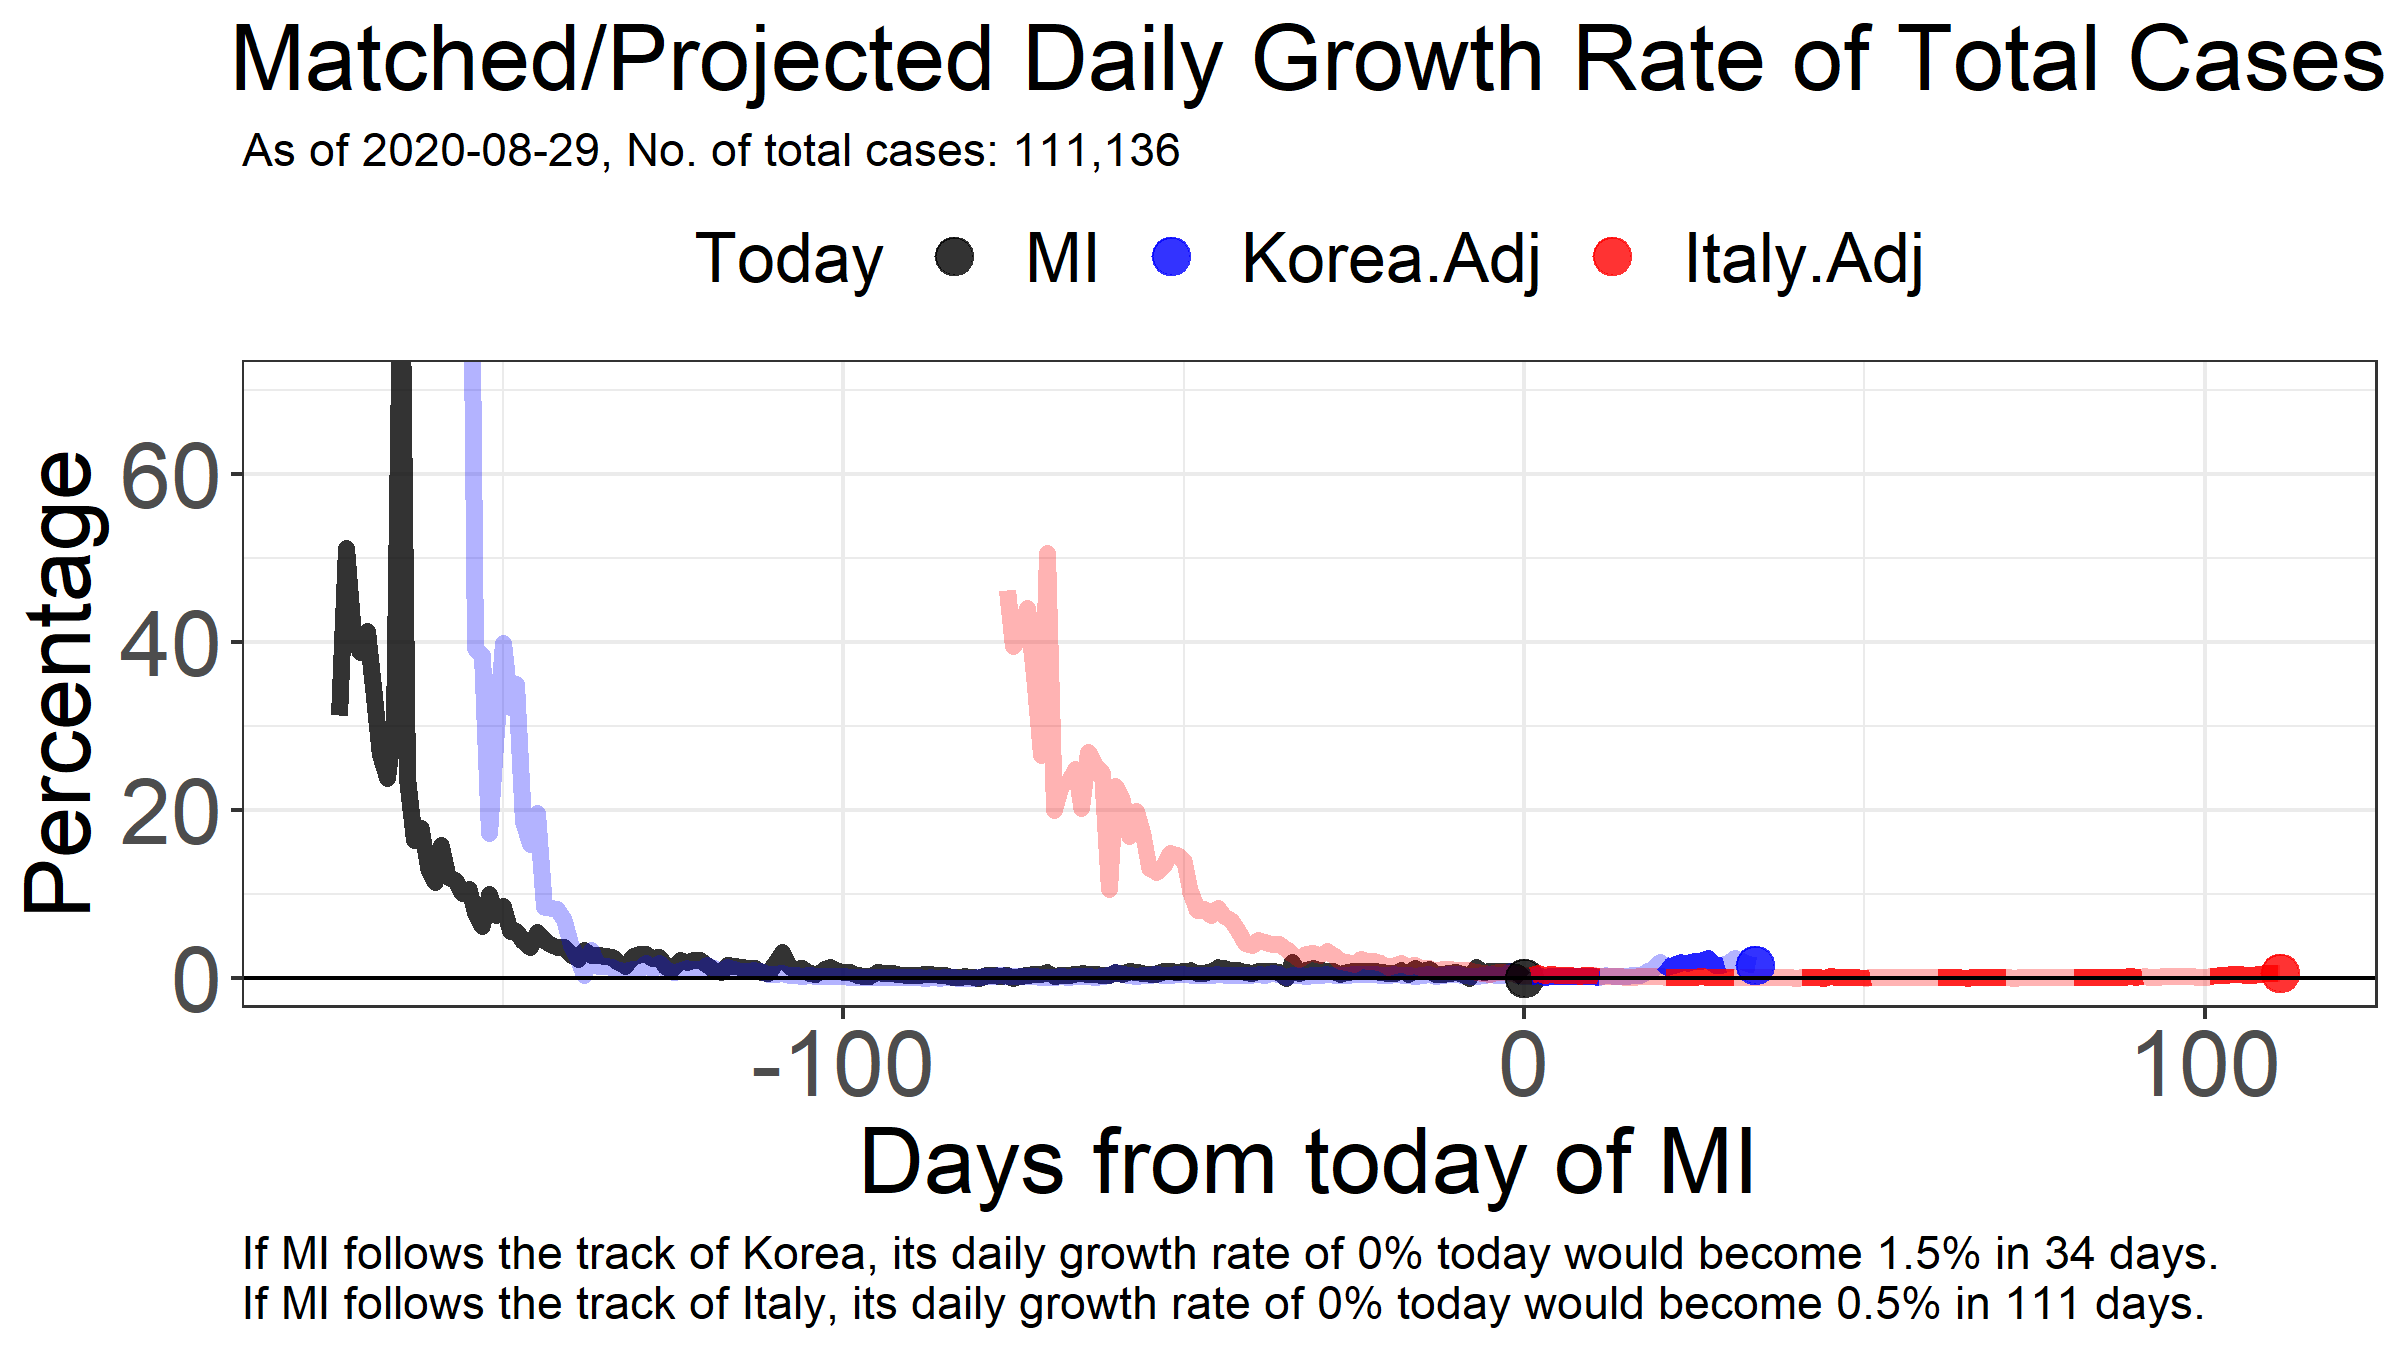 Matched/Projected Daily Growth Rate of Total Cases
As of 2020-08-29, No. of total cases: 111,136
Today MI Korea.Adj Italy.Adj
Percentage
60
40
20
0
-100 0 100
Days from today of MI
If MI follows the track of Korea, its daily growth rate of 0% today would become 1.5% in 34 days.
If MI follows the track of Italy, its daily growth rate of 0% today would become 0.5% in 111 days.